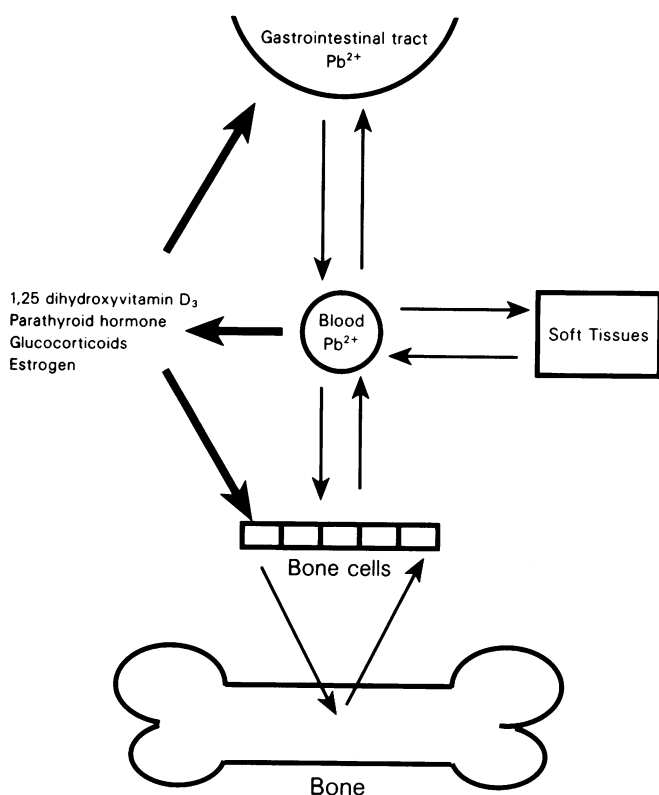 Gastrointestinal tract
Pb²⁺
1,25 dihydroxyvitamin D₃
Parathyroid hormone
Glucocorticoids
Estrogen
Blood
Pb²⁺
Soft Tissues
Bone cells
Bone